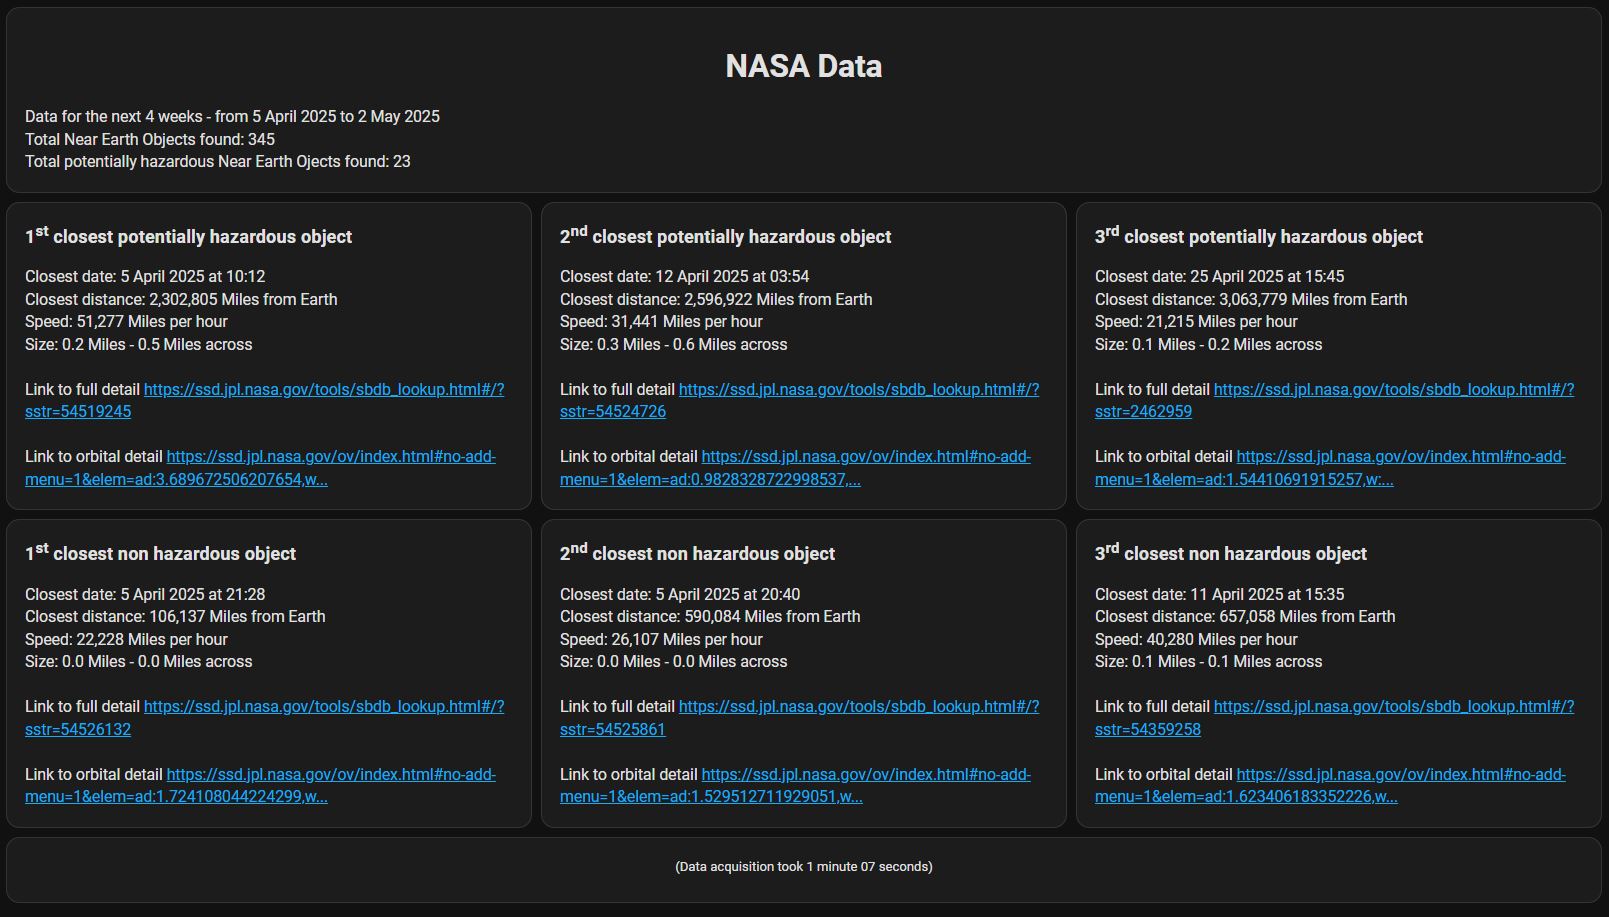 NASA Data
Data for the next 4 weeks - from 5 April 2025 to 2 May 2025
Total Near Earth Objects found: 345
Total potentially hazardous Near Earth Ojects found: 23
1st closest potentially hazardous object
Closest date: 5 April 2025 at 10:12
Closest distance: 2,302,805 Miles from Earth
Speed: 51,277 Miles per hour
Size: 0.2 Miles - 0.5 Miles across
Link to full detail https://ssd.jpl.nasa.gov/tools/sbdb_lookup.html#/?
sstr=54519245
Link to orbital detail https://ssd.jpl.nasa.gov/ov/index.html#no-add-
menu=1&elem=ad:3.689672506207654,w...
2nd closest potentially hazardous object
Closest date: 12 April 2025 at 03:54
Closest distance: 2,596,922 Miles from Earth
Speed: 31,441 Miles per hour
Size: 0.3 Miles - 0.6 Miles across
Link to full detail https://ssd.jpl.nasa.gov/tools/sbdb_lookup.html#/?
sstr=54524726
Link to orbital detail https://ssd.jpl.nasa.gov/ov/index.html#no-add-
menu=1&elem=ad:0.9828328722998537,...
3rd closest potentially hazardous object
Closest date: 25 April 2025 at 15:45
Closest distance: 3,063,779 Miles from Earth
Speed: 21,215 Miles per hour
Size: 0.1 Miles - 0.2 Miles across
Link to full detail https://ssd.jpl.nasa.gov/tools/sbdb_lookup.html#/?
sstr=2462959
Link to orbital detail https://ssd.jpl.nasa.gov/ov/index.html#no-add-
menu=1&elem=ad:1.54410691915257,w:...
1st closest non hazardous object
Closest date: 5 April 2025 at 21:28
Closest distance: 106,137 Miles from Earth
Speed: 22,228 Miles per hour
Size: 0.0 Miles - 0.0 Miles across
Link to full detail https://ssd.jpl.nasa.gov/tools/sbdb_lookup.html#/?
sstr=54526132
Link to orbital detail https://ssd.jpl.nasa.gov/ov/index.html#no-add-
menu=1&elem=ad:1.724108044224299,w...
2nd closest non hazardous object
Closest date: 5 April 2025 at 20:40
Closest distance: 590,084 Miles from Earth
Speed: 26,107 Miles per hour
Size: 0.0 Miles - 0.0 Miles across
Link to full detail https://ssd.jpl.nasa.gov/tools/sbdb_lookup.html#/?
sstr=54525861
Link to orbital detail https://ssd.jpl.nasa.gov/ov/index.html#no-add-
menu=1&elem=ad:1.529512711929051,w...
3rd closest non hazardous object
Closest date: 11 April 2025 at 15:35
Closest distance: 657,058 Miles from Earth
Speed: 40,280 Miles per hour
Size: 0.1 Miles - 0.1 Miles across
Link to full detail https://ssd.jpl.nasa.gov/tools/sbdb_lookup.html#/?
sstr=54359258
Link to orbital detail https://ssd.jpl.nasa.gov/ov/index.html#no-add-
menu=1&elem=ad:1.623406183352226,w...
(Data acquisition took 1 minute 07 seconds)